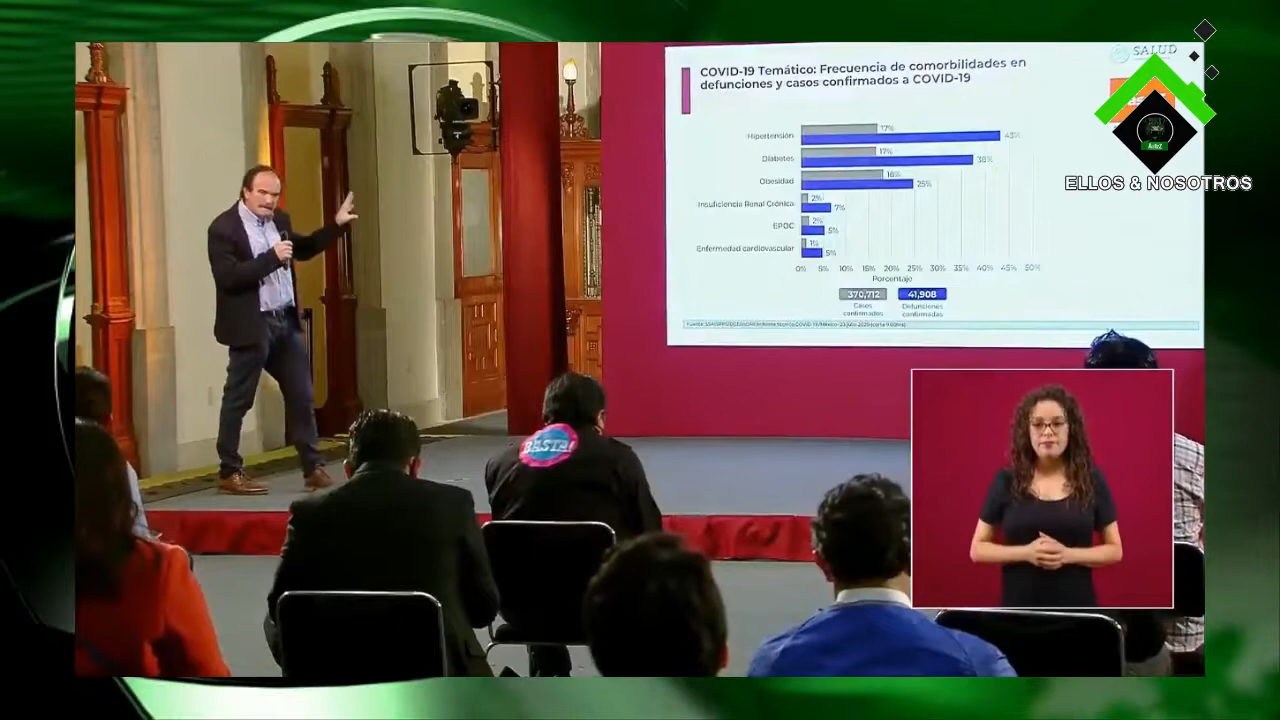 SALUD
COVID-19 Temático: Frecuencia de comorbilidades en
defunciones y casos confirmados a COVID-19
Hipertensión 17% 43%
Diabetes 17% 38%
Obesidad 18% 25%
Insuficiencia Renal Crónica 2% 7%
EPOC 2% 5%
Enfermedad cardiovascular 1% 5%
0% 5% 10% 15% 20% 25% 30% 35% 40% 45% 50%
Porcentaje
370,712 41,908
Casos confirmados
Defunciones confirmadas
ELLOS & NOSOTROS
BASTA!